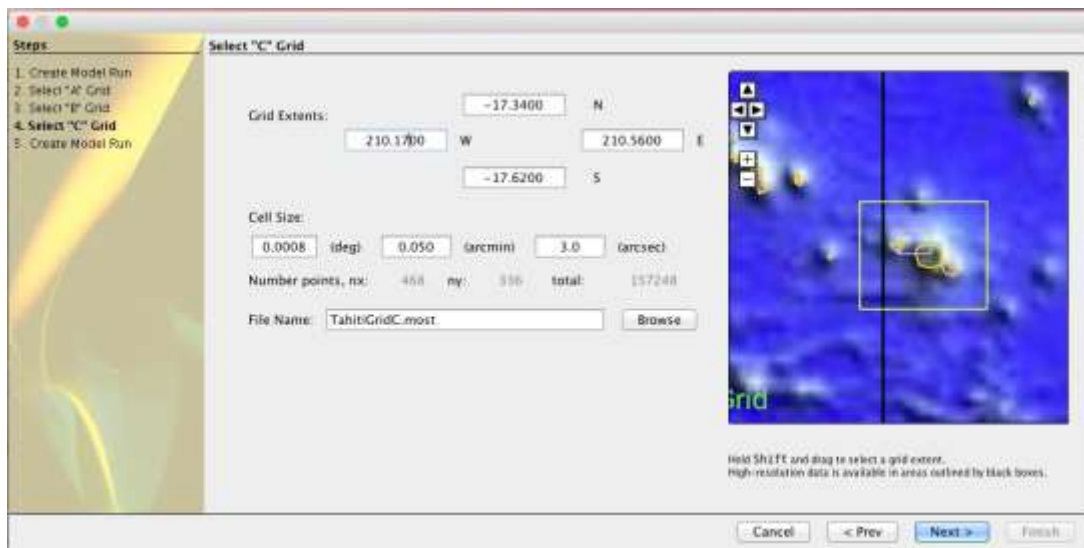 Steps
1. Create Model Run
2. Select "A" Grid
3. Select "B" Grid
4. Select "C" Grid
5. Create Model Run
Select "C" Grid
Grid Extents:
-17.3400 N
210.1700 W
210.5600 E
-17.6200 S
Cell Size:
0.0008 (deg) 0.050 (arcmin) 3.0 (arcsec)
Number points, nx: 468 ny: 336 total: 157248
File Name: TahitiGridC.most Browse
Grid
Hold Shift and drag to select a grid extent.
High-resolution data is available in areas outlined by black boxes.
Cancel < Prev Next > Finish